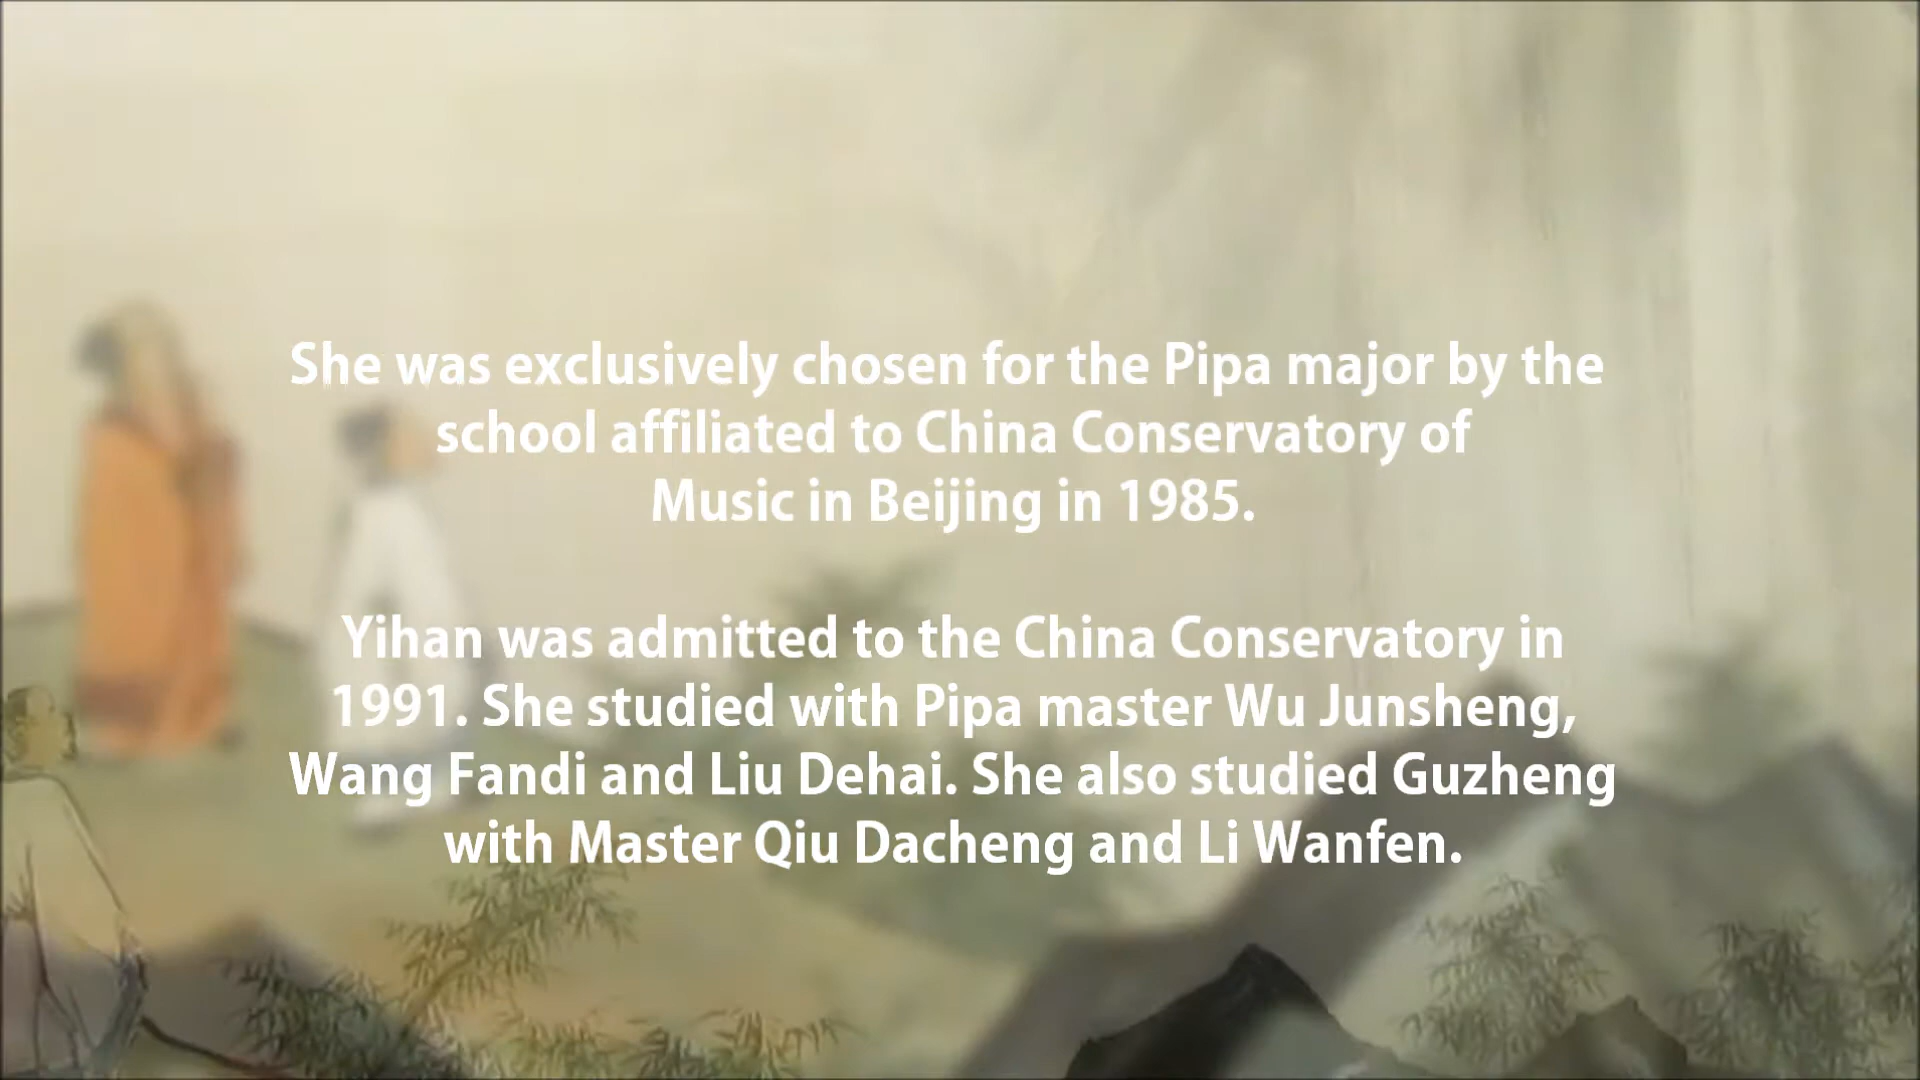 She was exclusively chosen for the Pipa major by the
school affiliated to China Conservatory of
Music in Beijing in 1985.
Yihan was admitted to the China Conservatory in
1991. She studied with Pipa master Wu Junsheng,
Wang Fandi and Liu Dehai. She also studied Guzheng
with Master Qiu Dacheng and Li Wanfen.